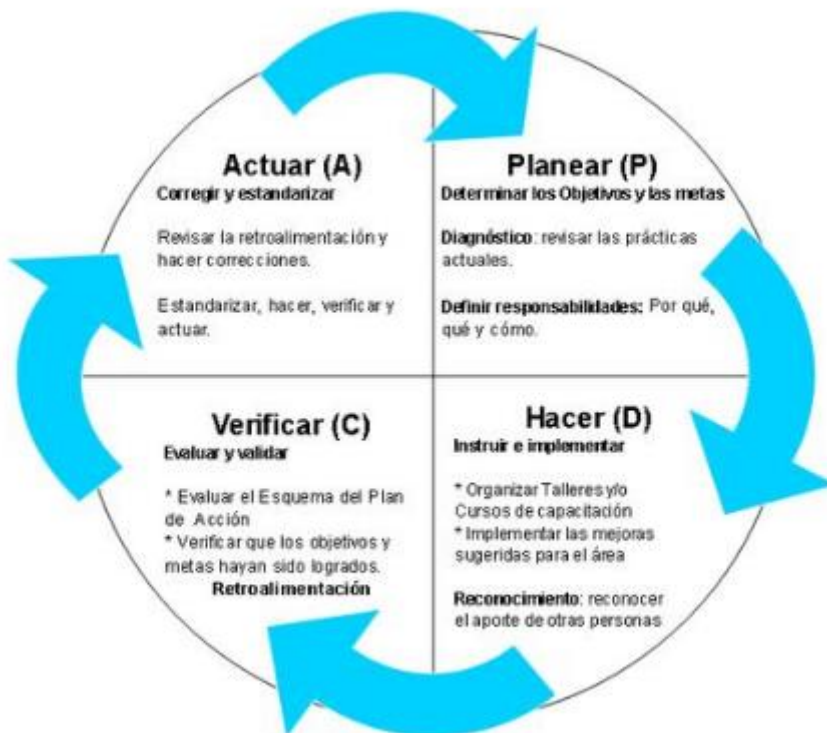 Actuar (A)
Corregir y estandarizar
Revisar la retroalimentación y
hacer correcciones.
Estandarizar, hacer, verificar y
actuar.
Planear (P)
Determinar los Objetivos y las metas
Diagnóstico: revisar las prácticas
actuales.
Definir responsabilidades: Por qué,
qué y cómo.
Verificar (C)
Evaluar y validar
* Evaluar el Esquema del Plan
de Acción
* Verificar que los objetivos y
metas hayan sido logrados.
Retroalimentación
Hacer (D)
Instruir e implementar
* Organizar Talleres y/o
Cursos de capacitación
* Implementar las mejoras
sugeridas para el área
Reconocimiento: reconocer
el aporte de otras personas